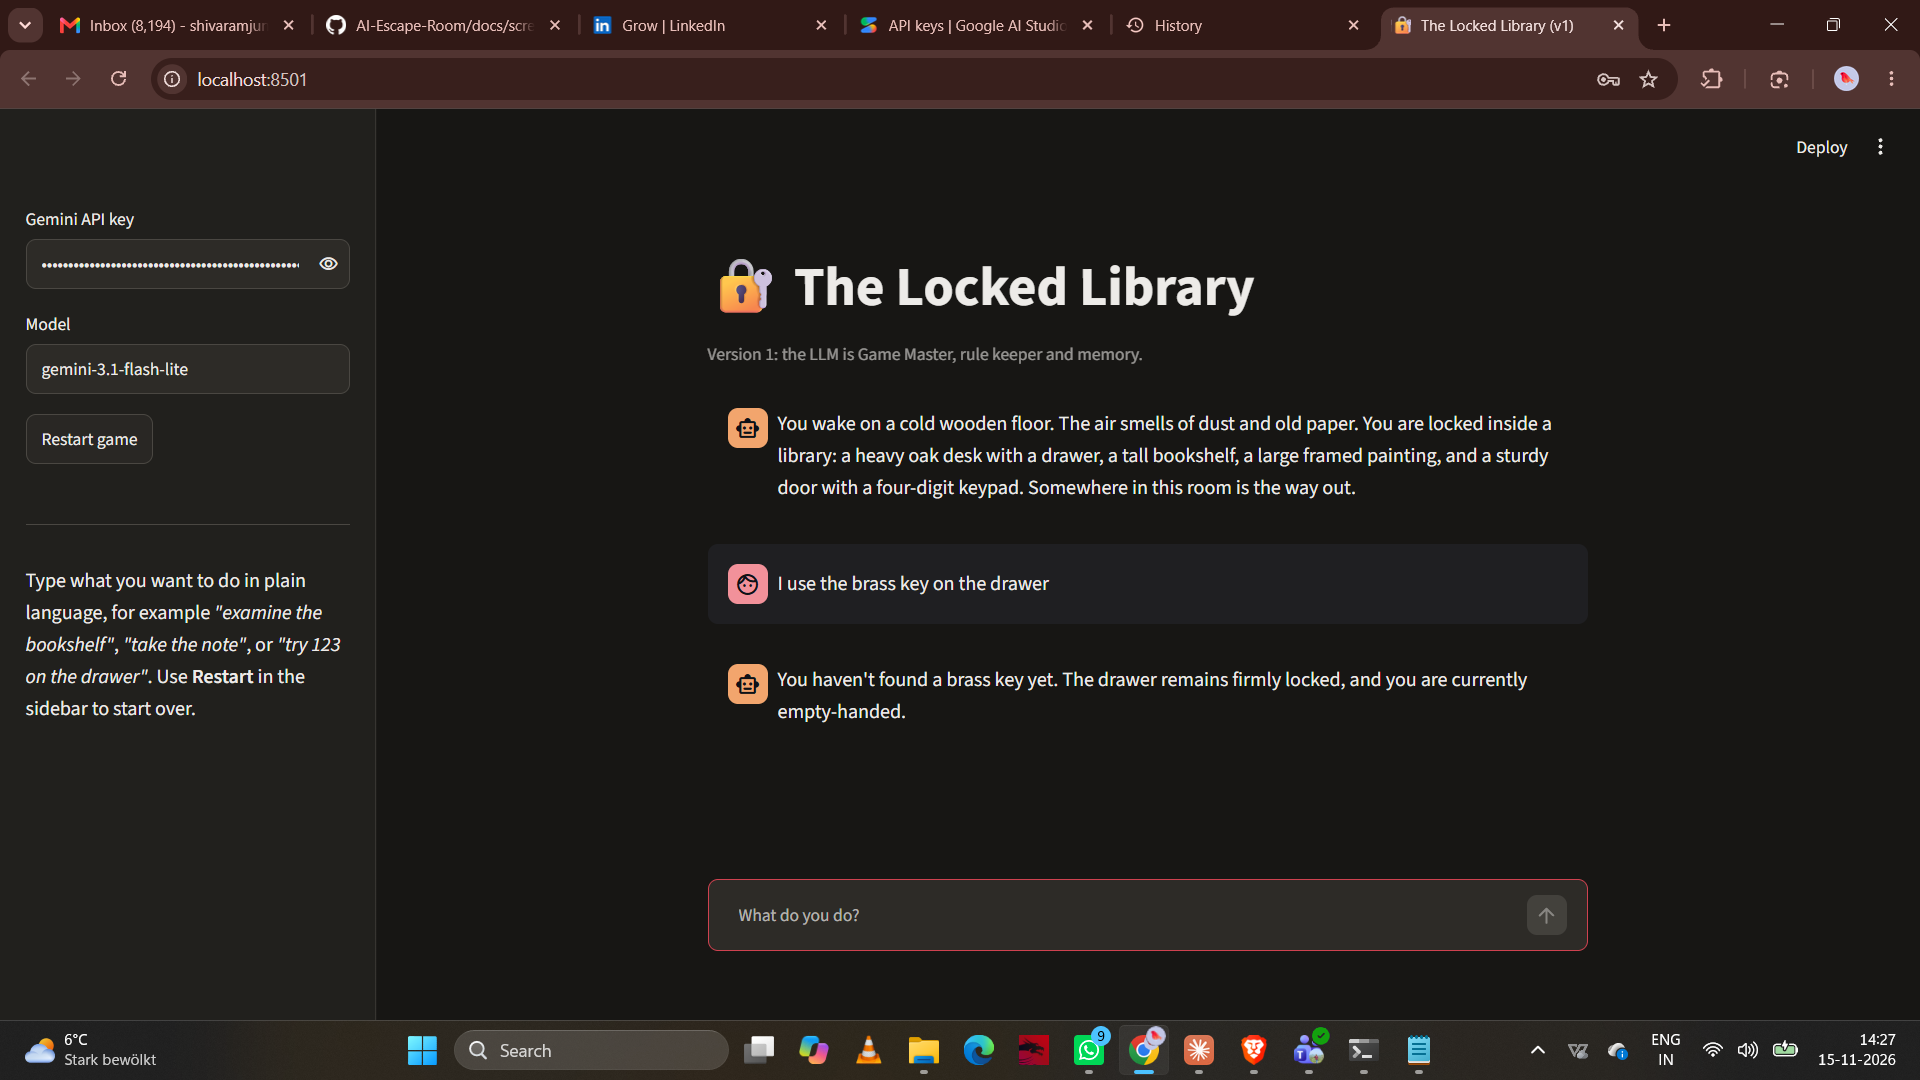 Inbox (8,194) - shivaramjun
AI-Escape-Room/docs/scre
Grow | LinkedIn
API keys | Google AI Studio
History
The Locked Library (v1)
localhost:8501
Deploy
Gemini API key
Model
gemini-3.1-flash-lite
Restart game
Type what you want to do in plain
language, for example "examine the
bookshelf", "take the note", or "try 123
on the drawer". Use Restart in the
sidebar to start over.
The Locked Library
Version 1: the LLM is Game Master, rule keeper and memory.
You wake on a cold wooden floor. The air smells of dust and old paper. You are locked inside a
library: a heavy oak desk with a drawer, a tall bookshelf, a large framed painting, and a sturdy
door with a four-digit keypad. Somewhere in this room is the way out.
I use the brass key on the drawer
You haven't found a brass key yet. The drawer remains firmly locked, and you are currently
empty-handed.
What do you do?
6°C
Stark bewölkt
Search
9
ENG
IN
14:27
15-11-2026